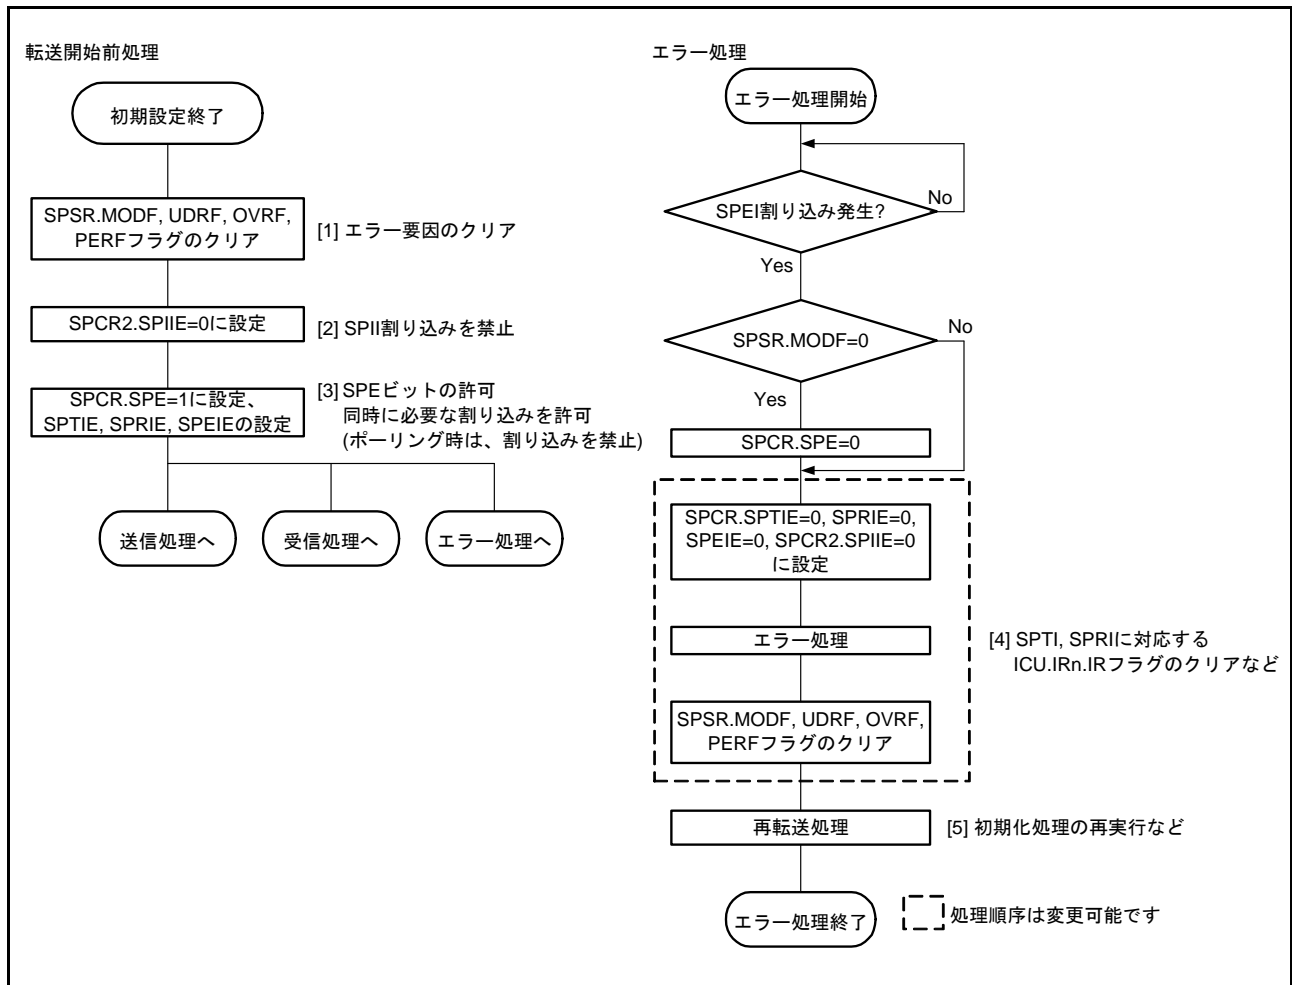 転送開始前処理
初期設定終了
SPSR.MODF, UDRF, OVRF,
PERFフラグのクリア
[1] エラー要因のクリア
SPCR2.SPIIE=0に設定
[2] SPII割り込みを禁止
SPCR.SPE=1に設定、
SPTIE, SPRIE, SPEIEの設定
[3] SPEビットの許可
同時に必要な割り込みを許可
(ポーリング時は、割り込みを禁止)
送信処理へ
受信処理へ
エラー処理へ
エラー処理
エラー処理開始
SPEI割り込み発生?
No
Yes
SPSR.MODF=0
No
Yes
SPCR.SPE=0
SPCR.SPTIE=0, SPRIE=0,
SPEIE=0, SPCR2.SPIIE=0
に設定
エラー処理
[4] SPTI, SPRIに対応する
ICU.IRn.IRフラグのクリアなど
SPSR.MODF, UDRF, OVRF,
PERFフラグのクリア
再転送処理
[5] 初期化処理の再実行など
エラー処理終了
処理順序は変更可能です